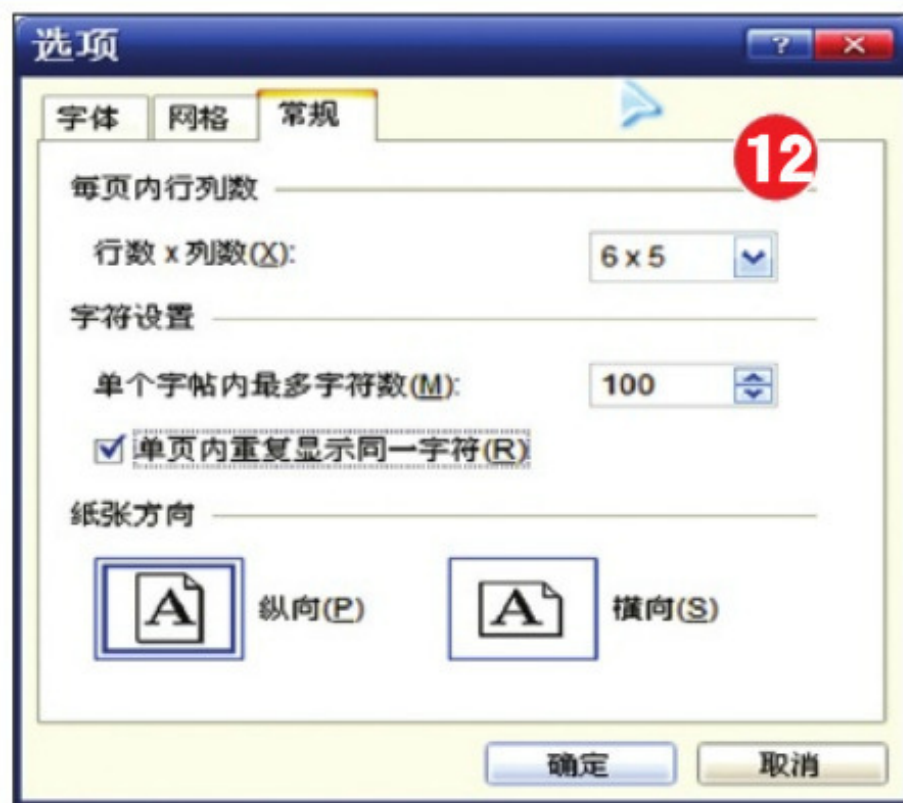 选项
字体 网格 常规
12
每页内行列数
行数 x 列数(X):
6 x 5
字符设置
单个字帖内最多字符数(M):
100
单页内重复显示同一字符(R)
纸张方向
A 纵向(P) A 横向(S)
确定 取消